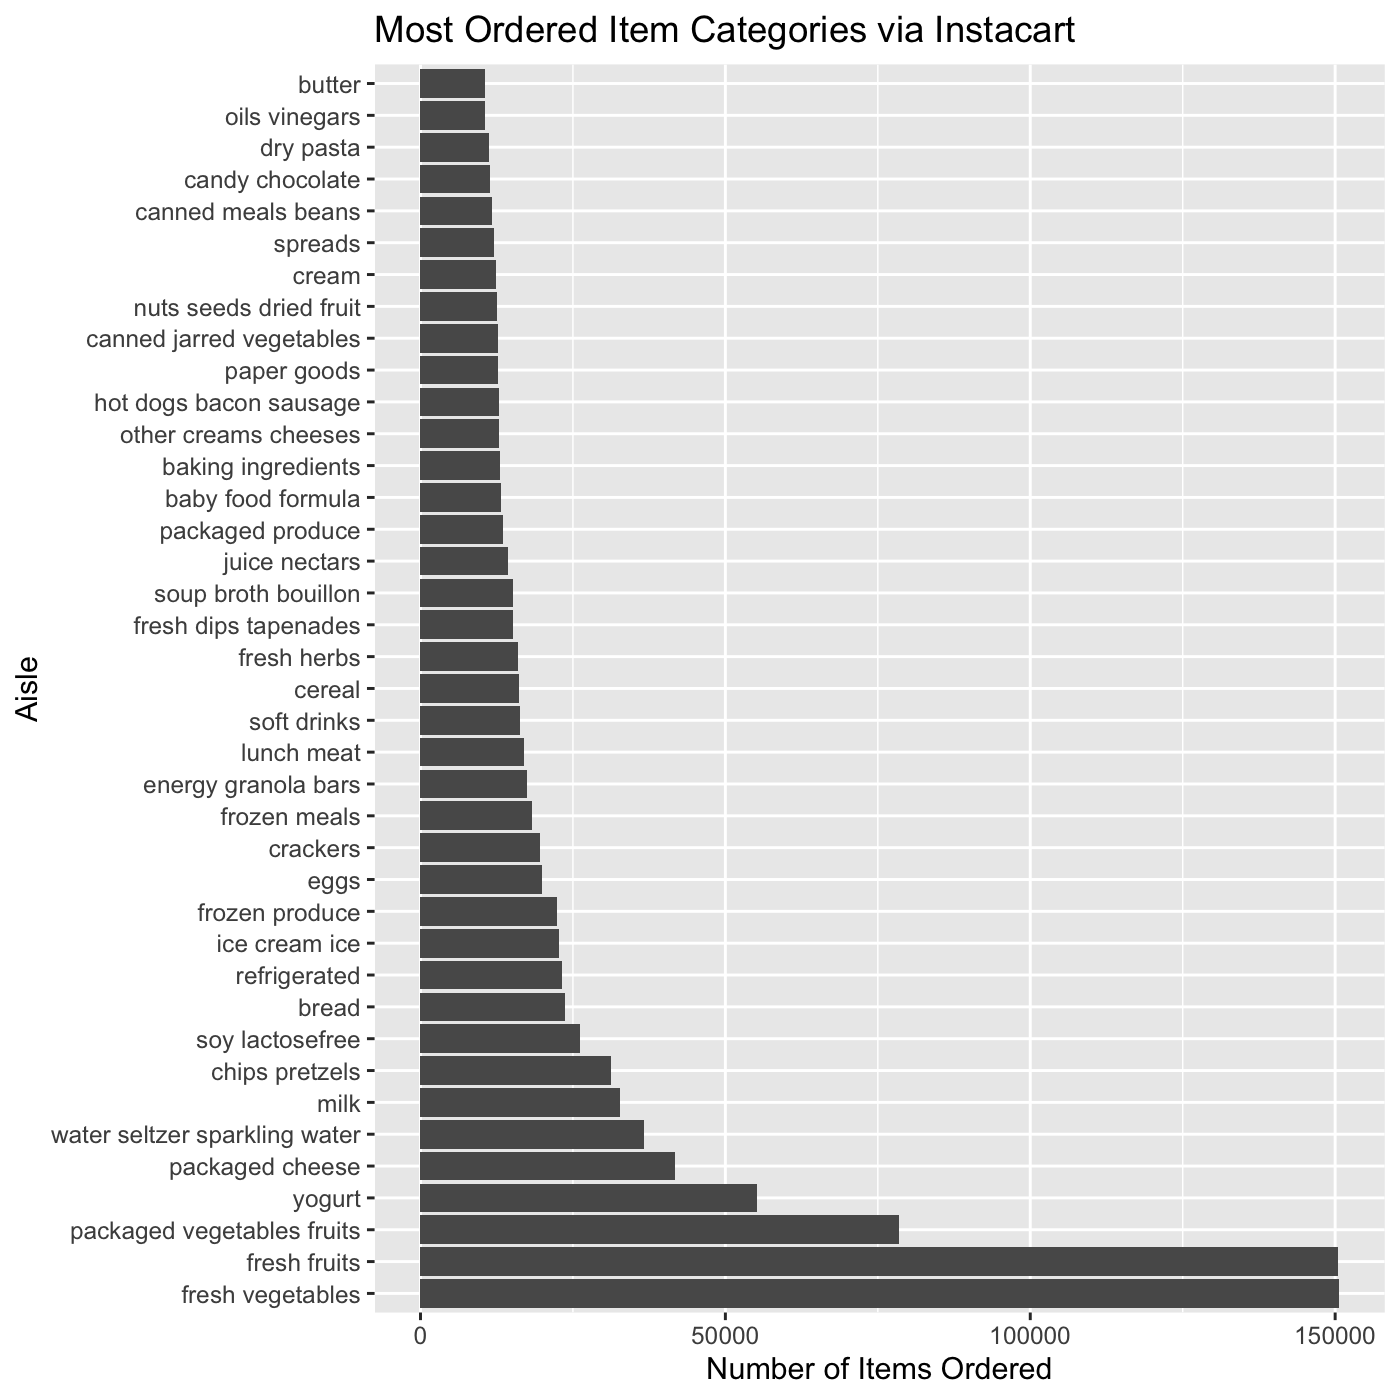 Most Ordered Item Categories via Instacart
butter
oils vinegars
dry pasta
candy chocolate
canned meals beans
spreads
cream
nuts seeds dried fruit
canned jarred vegetables
paper goods
hot dogs bacon sausage
other creams cheeses
baking ingredients
baby food formula
packaged produce
juice nectars
soup broth bouillon
fresh dips tapenades
fresh herbs
cereal
soft drinks
lunch meat
energy granola bars
frozen meals
crackers
eggs
frozen produce
ice cream ice
refrigerated
bread
soy lactosefree
chips pretzels
milk
water seltzer sparkling water
packaged cheese
yogurt
packaged vegetables fruits
fresh fruits
fresh vegetables
Aisle
0 50000 100000 150000
Number of Items Ordered